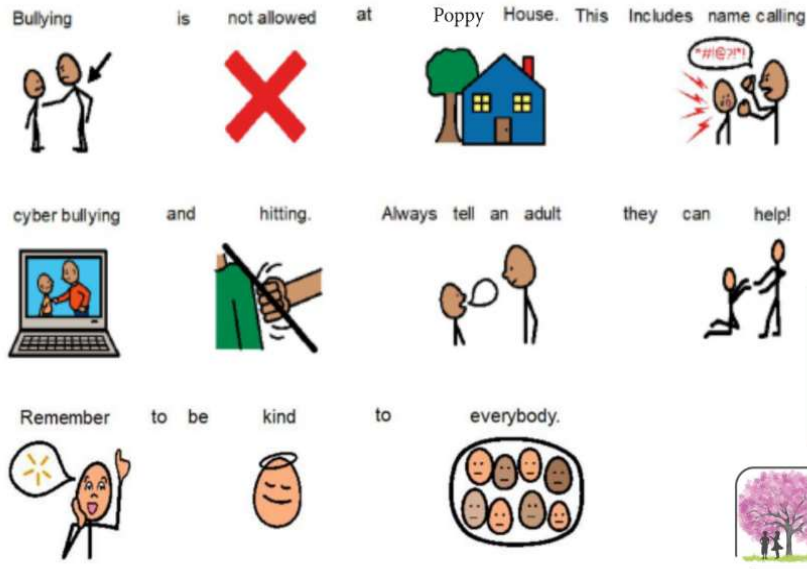 Bullying is not allowed at Poppy House. This Includes name calling
*#!@?!*!
cyber bullying and hitting. Always tell an adult they can help!
Remember to be kind to everybody.